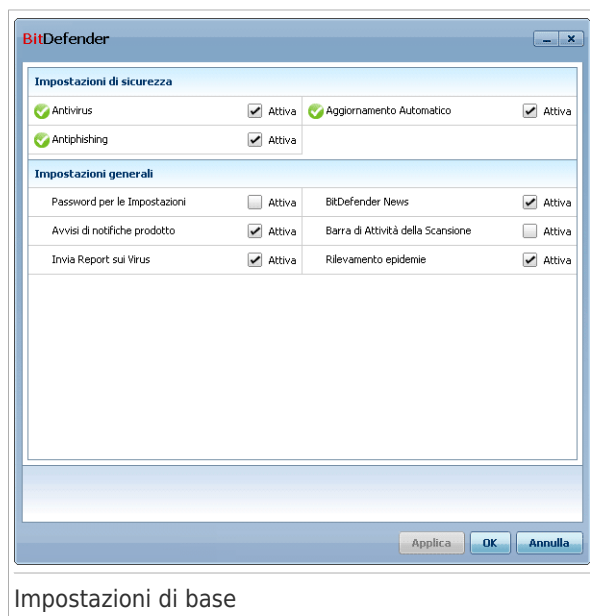 BitDefender
Impostazioni di sicurezza
Antivirus Attiva Aggiornamento Automatico Attiva
Antiphishing Attiva
Impostazioni generali
Password per le Impostazioni Attiva BitDefender News Attiva
Avvisi di notifiche prodotto Attiva Barra di Attività della Scansione Attiva
Invia Report sui Virus Attiva Rilevamento epidemie Attiva
Applica OK Annulla
Impostazioni di base